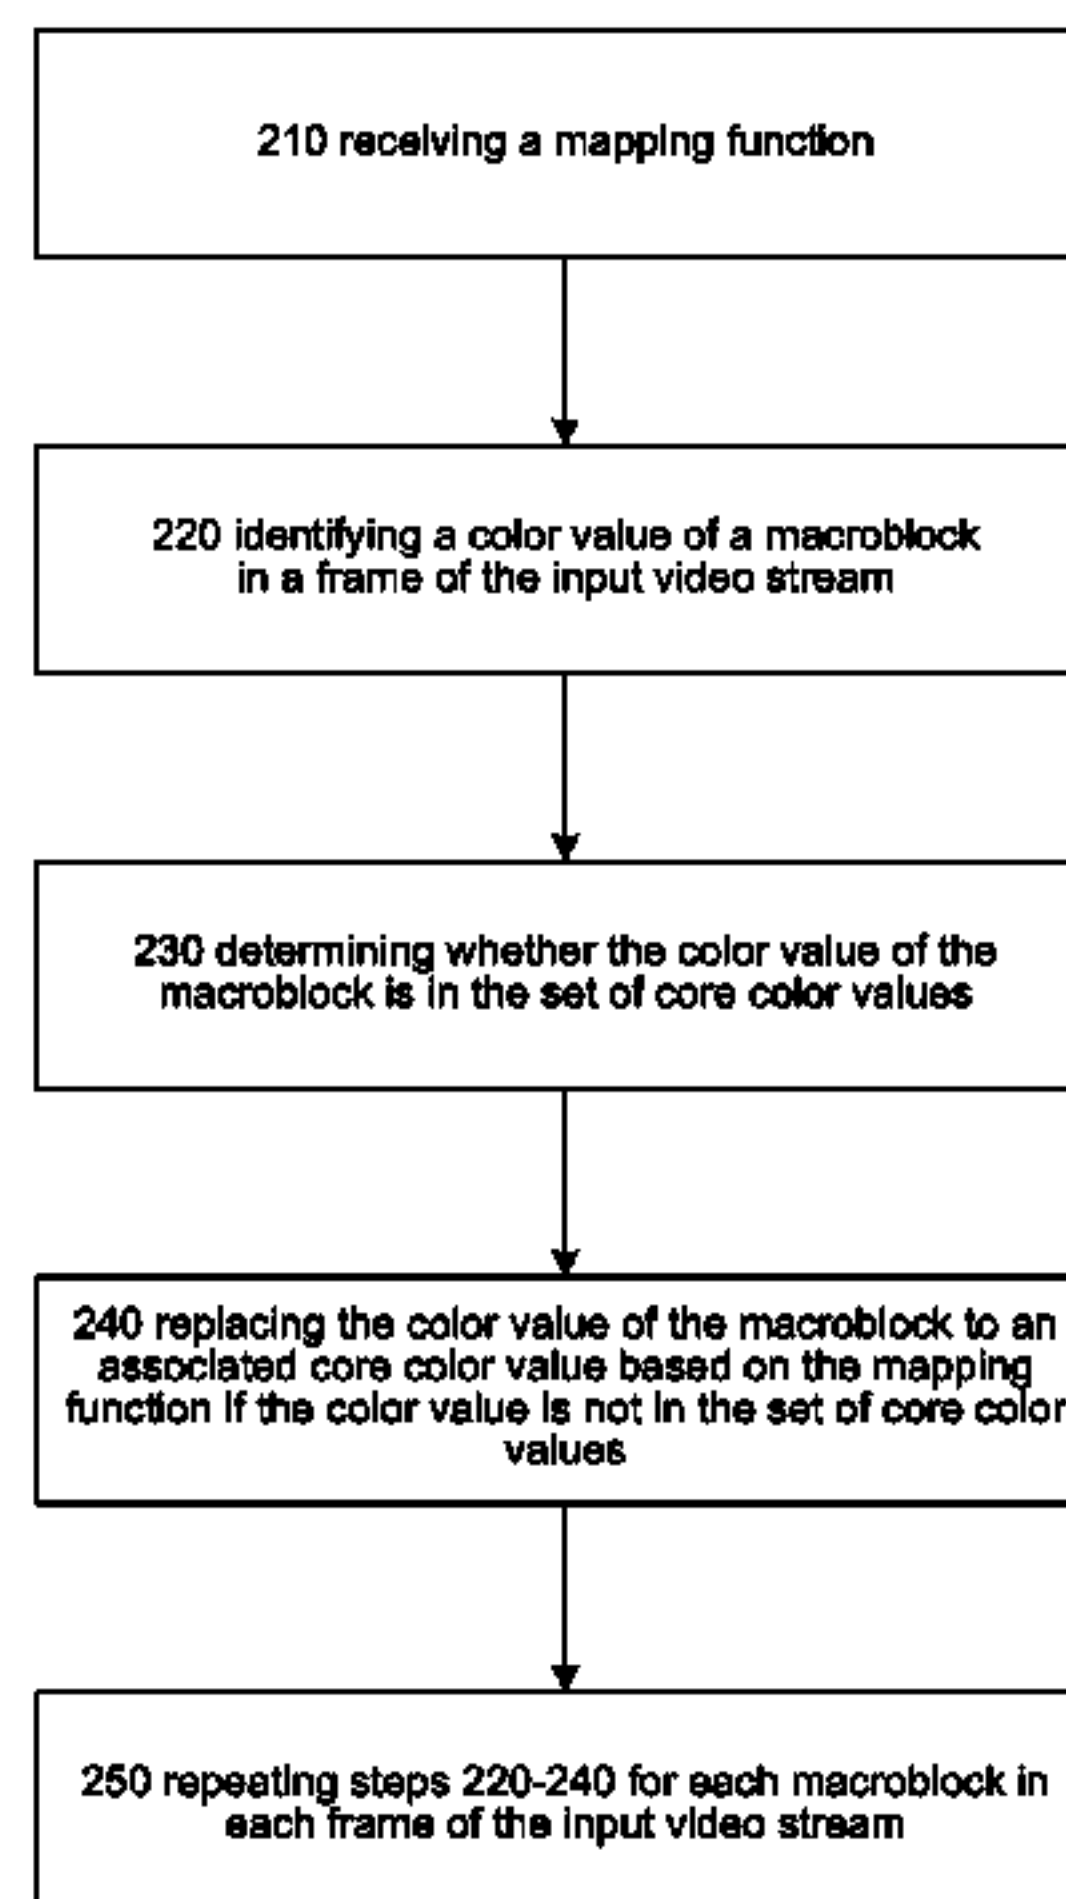 210 receiving a mapping function
220 identifying a color value of a macroblock
in a frame of the input video stream
230 determining whether the color value of the
macroblock is in the set of core color values
240 replacing the color value of the macroblock to an
associated core color value based on the mapping
function if the color value is not in the set of core color
values
250 repeating steps 220-240 for each macroblock in
each frame of the input video stream